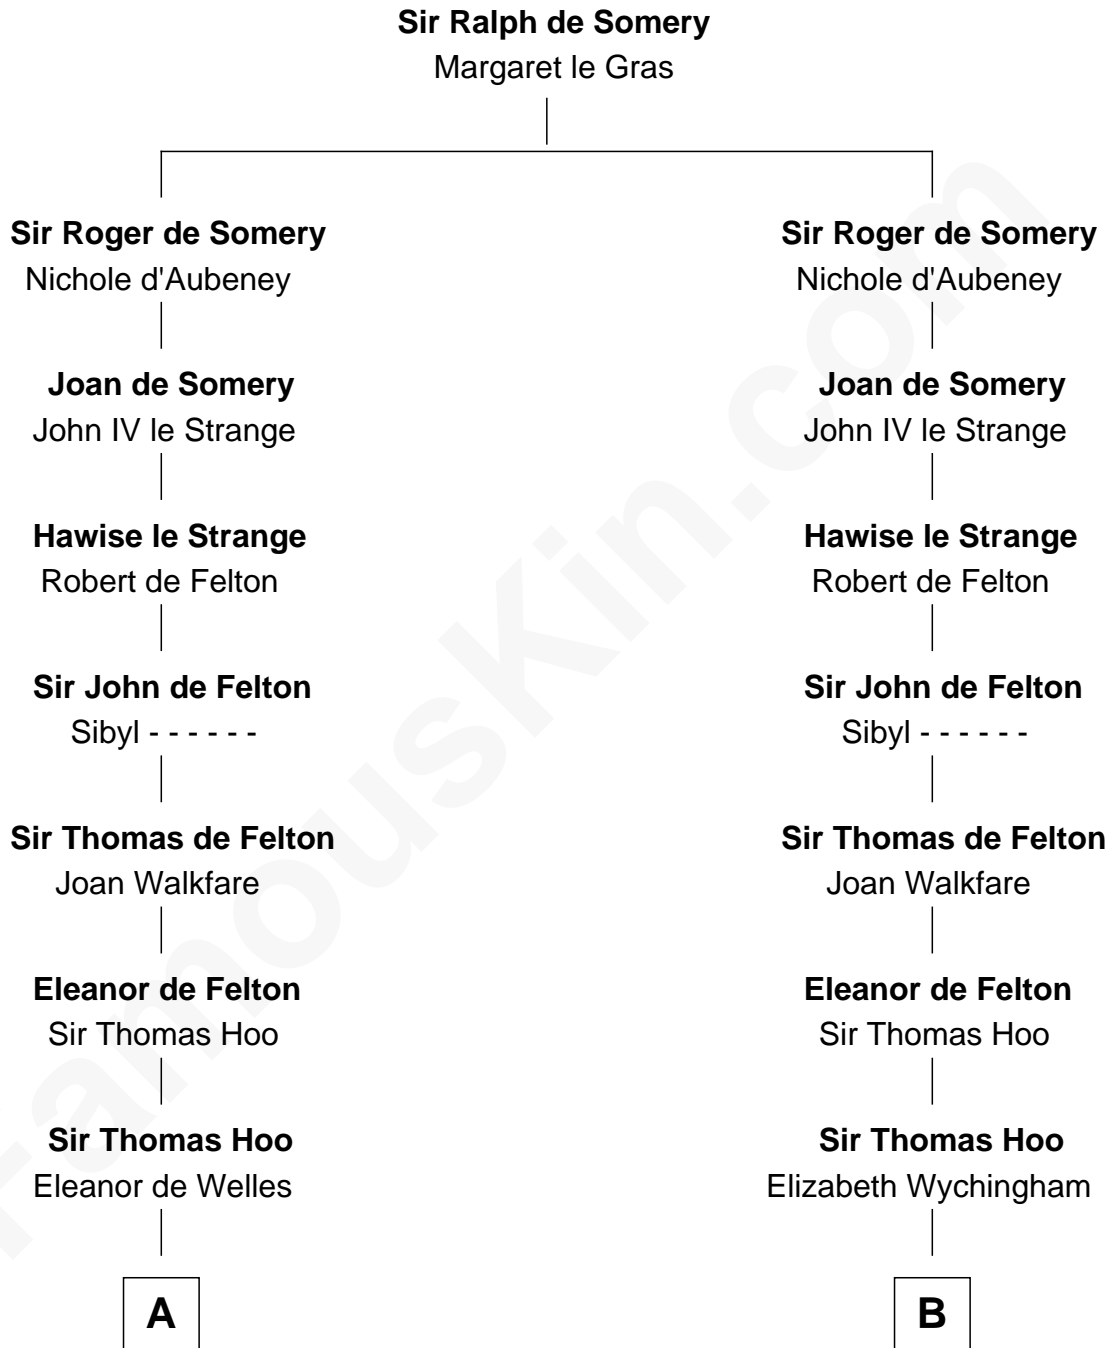 Sir Ralph de Somery
Margaret le Gras
Sir Roger de Somery
Nichole d'Aubeney
Sir Roger de Somery
Nichole d'Aubeney
Joan de Somery
John IV le Strange
Joan de Somery
John IV le Strange
Hawise le Strange
Robert de Felton
Hawise le Strange
Robert de Felton
Sir John de Felton
Sibyl - - - - - -
Sir John de Felton
Sibyl - - - - - -
Sir Thomas de Felton
Joan Walkfare
Sir Thomas de Felton
Joan Walkfare
Eleanor de Felton
Sir Thomas Hoo
Eleanor de Felton
Sir Thomas Hoo
Sir Thomas Hoo
Eleanor de Welles
Sir Thomas Hoo
Elizabeth Wychingham
A
B
FamousKin.com